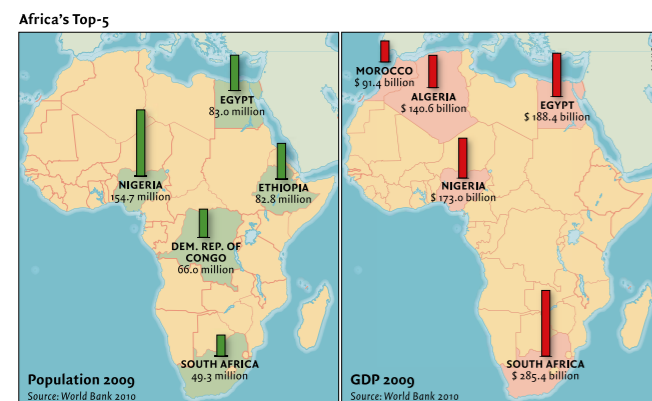 Africa's Top-5
EGYPT
83.0 million
NIGERIA
154.7 million
ETHIOPIA
82.8 million
DEM. REP. OF
CONGO
66.0 million
SOUTH AFRICA
49.3 million
Population 2009
Source: World Bank 2010
MOROCCO
$ 91.4 billion
ALGERIA
$ 140.6 billion
EGYPT
$ 188.4 billion
NIGERIA
$ 173.0 billion
SOUTH AFRICA
$ 285.4 billion
GDP 2009
Source: World Bank 2010